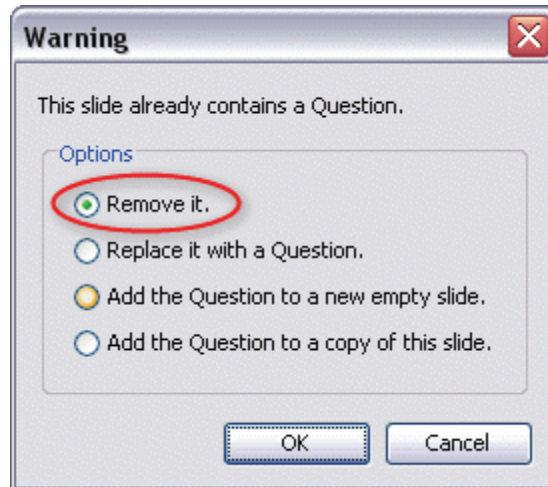 Warning
This slide already contains a Question.
Options
Remove it.
Replace it with a Question.
Add the Question to a new empty slide.
Add the Question to a copy of this slide.
OK
Cancel